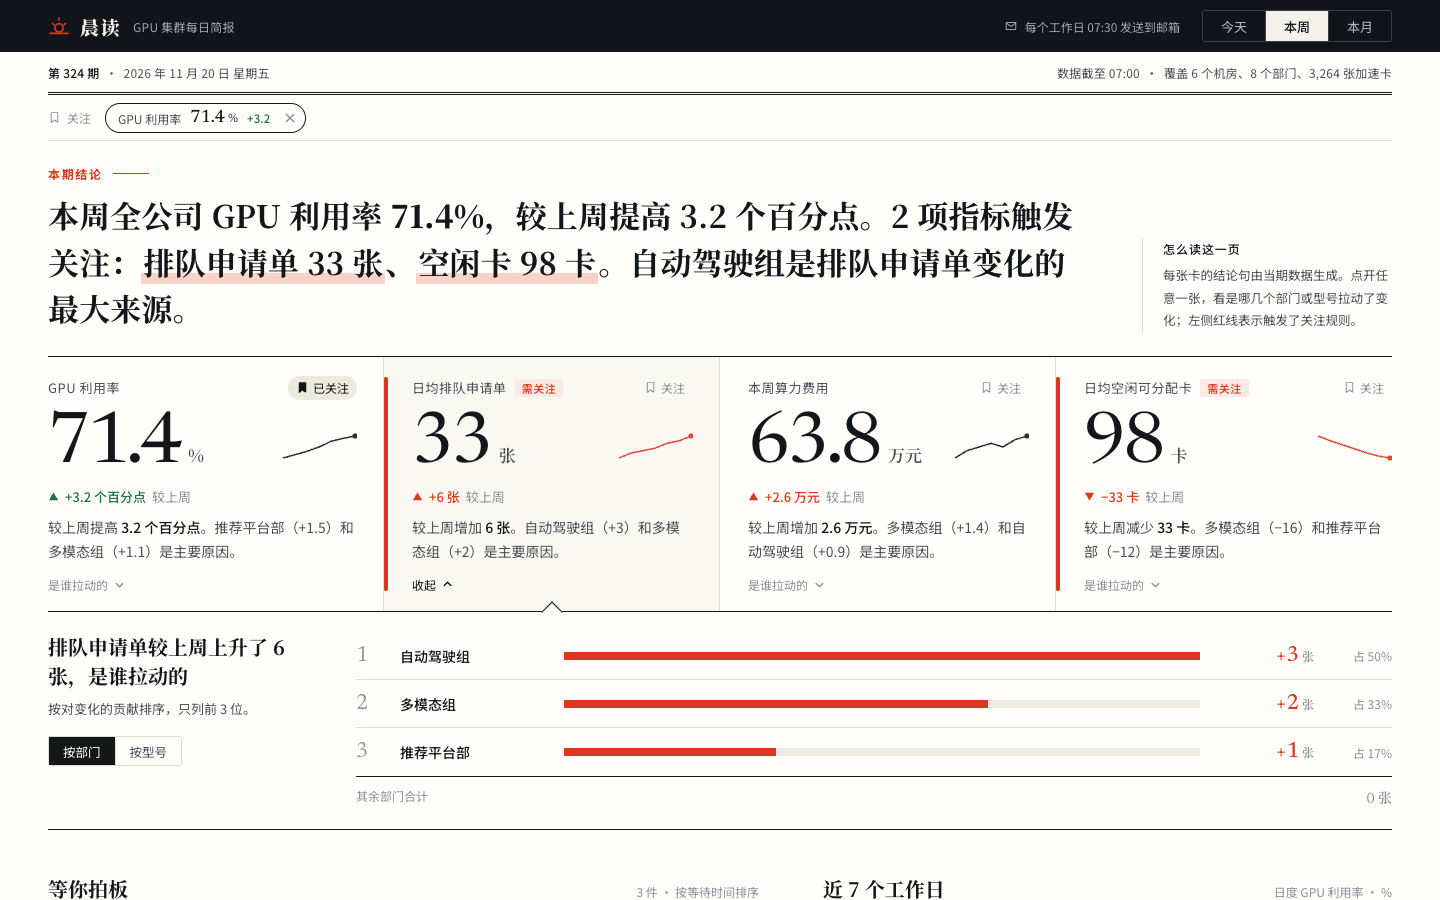 晨读 GPU 集群每日简报
每个工作日 07:30 发送到邮箱
今天 本周 本月
第 324 期 · 2026 年 11 月 20 日 星期五
数据截至 07:00 · 覆盖 6 个机房、8 个部门、3,264 张加速卡
关注 GPU 利用率 71.4 % +3.2 ×
本期结论
本周全公司 GPU 利用率 71.4%，较上周提高 3.2 个百分点。2 项指标触发
关注：排队申请单 33 张、空闲卡 98 卡。自动驾驶组是排队申请单变化的
最大来源。
怎么读这一页
每张卡的结论句由当期数据生成。点开任
意一张，看是哪几个部门或型号拉动了变
化；左侧红线表示触发了关注规则。
GPU 利用率 已关注
71.4 %
▲ +3.2 个百分点 较上周
较上周提高 3.2 个百分点。推荐平台部（+1.5）和
多模态组（+1.1）是主要原因。
是谁拉动的
日均排队申请单 需关注 关注
33 张
▲ +6 张 较上周
较上周增加 6 张。自动驾驶组（+3）和多模
态组（+2）是主要原因。
收起
本周算力费用 关注
63.8 万元
▲ +2.6 万元 较上周
较上周增加 2.6 万元。多模态组（+1.4）和自
动驾驶组（+0.9）是主要原因。
是谁拉动的
日均空闲可分配卡 需关注 关注
98 卡
▼ −33 卡 较上周
较上周减少 33 卡。多模态组（−16）和推荐平台
部（−12）是主要原因。
是谁拉动的
排队申请单较上周上升了 6
张，是谁拉动的
按对变化的贡献排序，只列前 3 位。
按部门 按型号
1 自动驾驶组 +3 张 占 50%
2 多模态组 +2 张 占 33%
3 推荐平台部 +1 张 占 17%
其余部门合计 0 张
等你拍板 3 件 · 按等待时间排序
近 7 个工作日 日度 GPU 利用率 · %